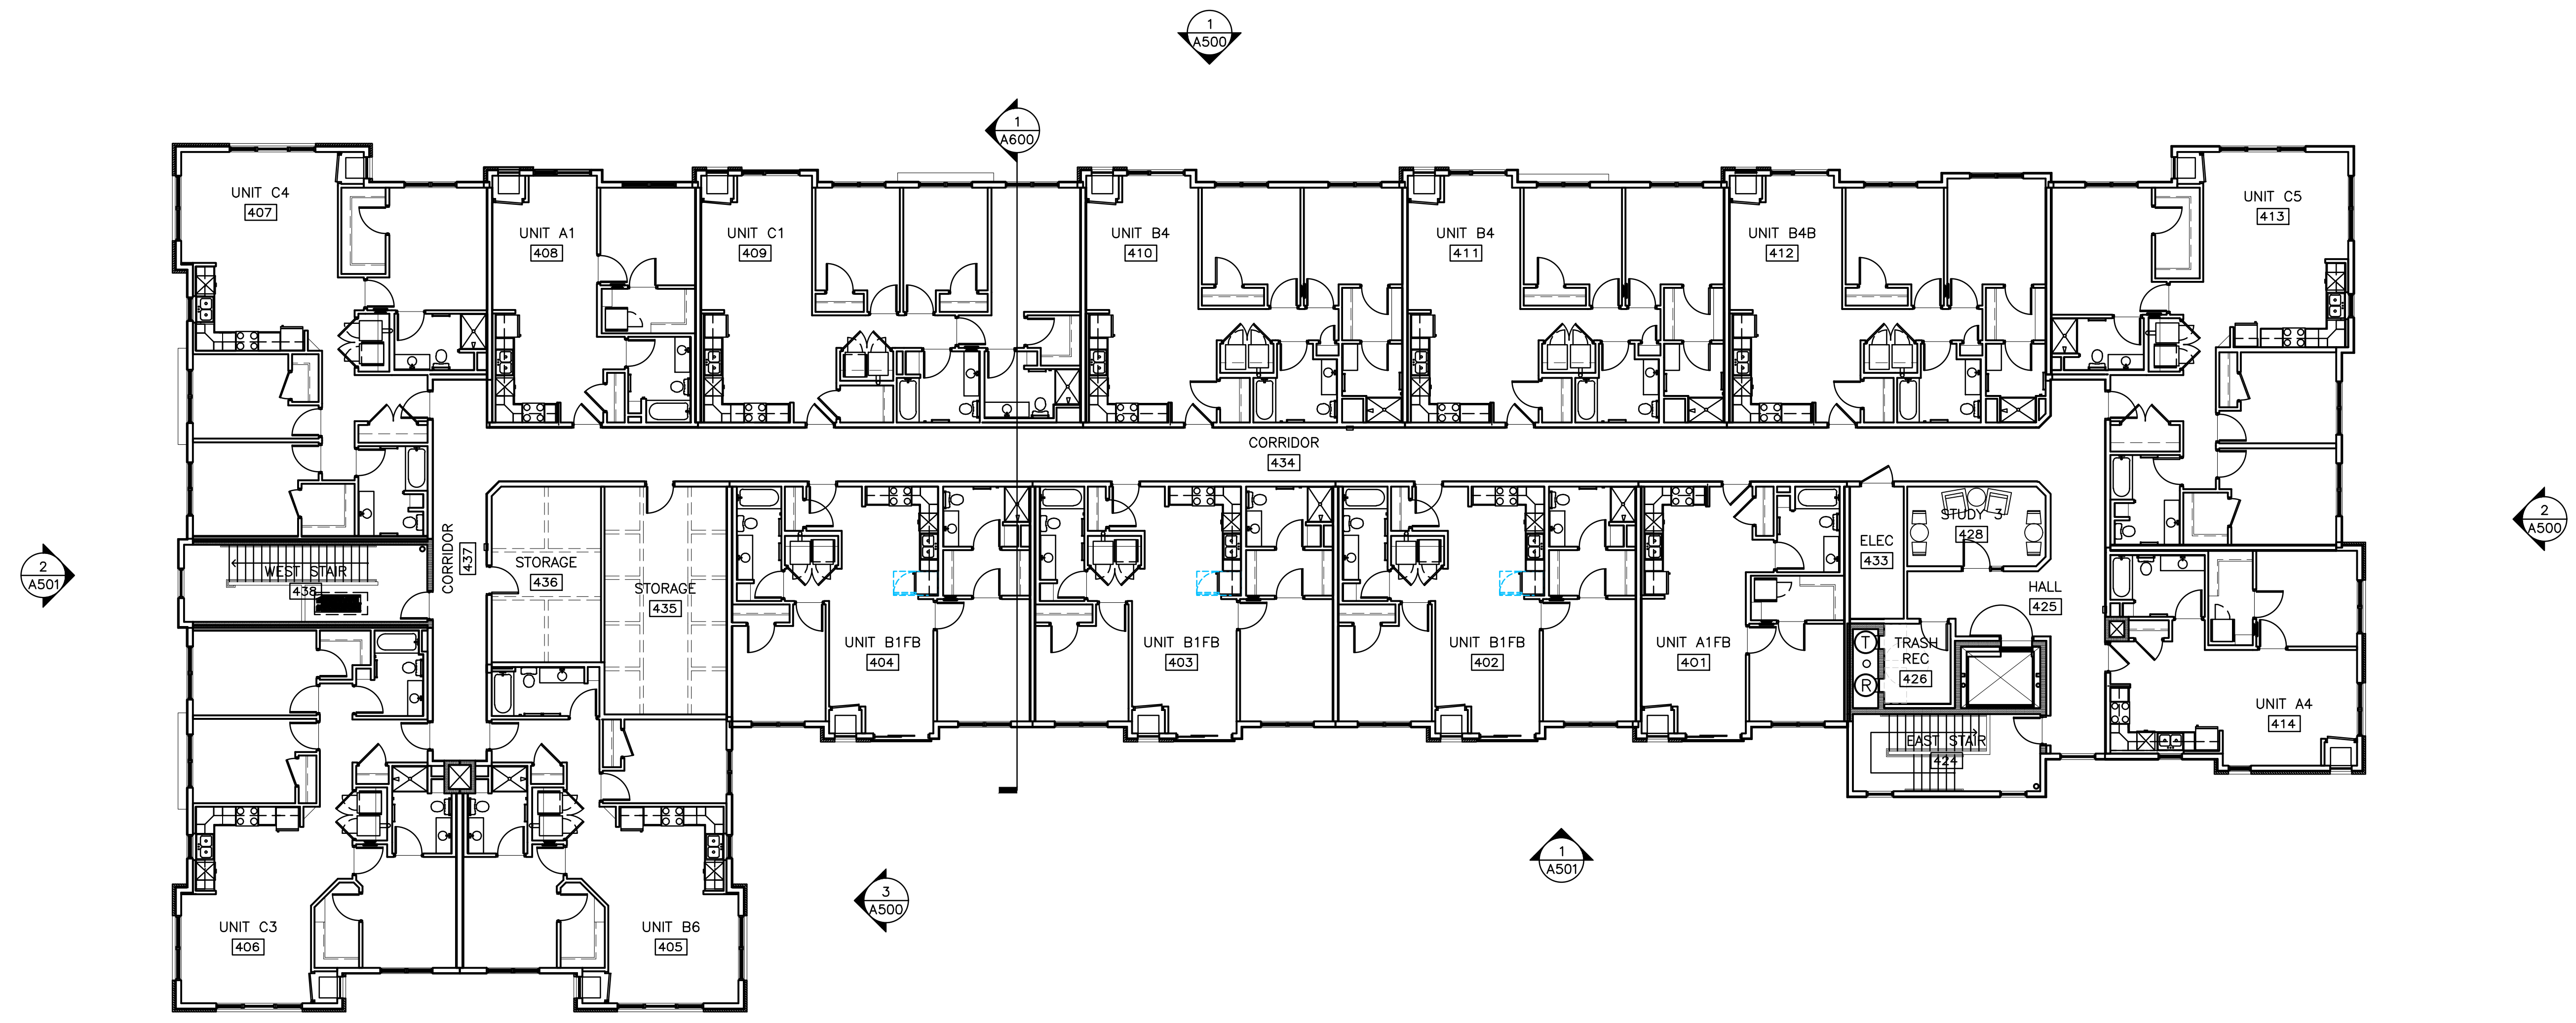 1
A500
1
A600
UNIT C4
407
UNIT A1
408
UNIT C1
409
UNIT B4
410
UNIT B4
411
UNIT B4B
412
UNIT C5
413
CORRIDOR
434
2
A501
WEST STAIR
438
CORRIDOR
437
STORAGE
436
STORAGE
435
UNIT B1FB
404
UNIT B1FB
403
UNIT B1FB
402
UNIT A1FB
401
ELEC
433
STUDY 3
428
HALL
425
T
R
TRASH
REC
426
EAST STAIR
424
UNIT A4
414
2
A500
UNIT C3
406
UNIT B6
405
3
A500
1
A501